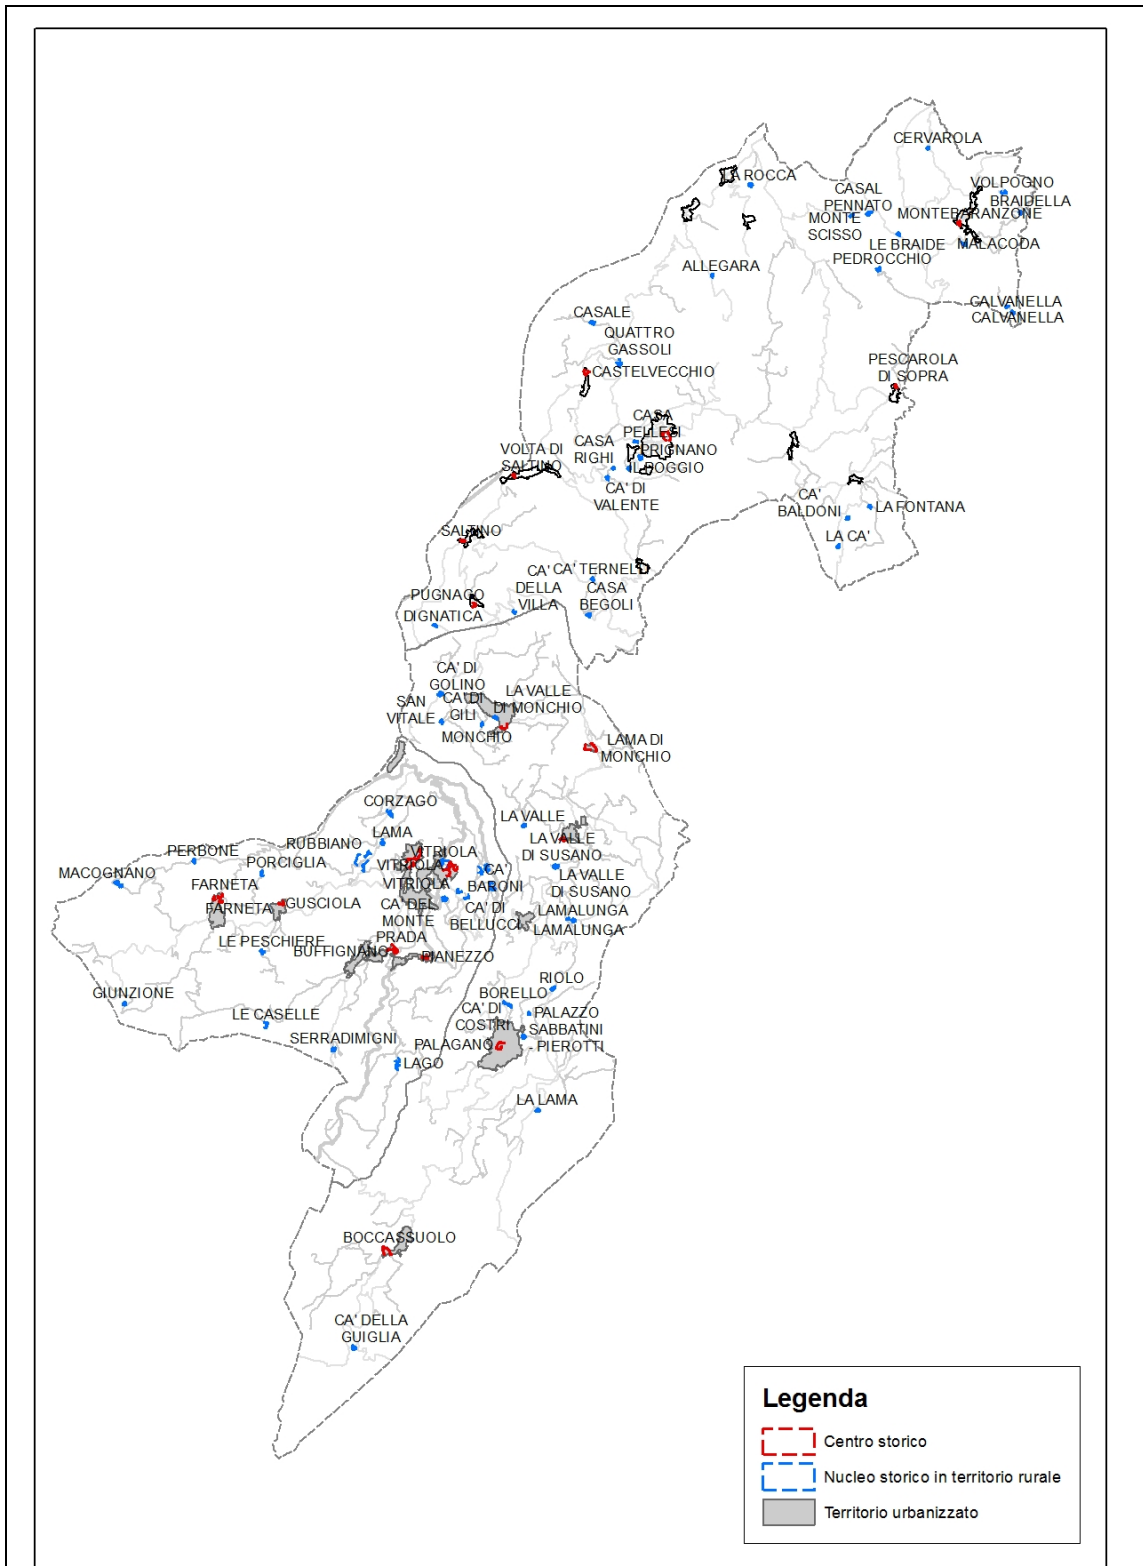 CERVAROLA
A ROCCA
CASAL
PENNATO
VOLPOGNO
BRAIDELLA
MONTE
SCISSO
MONTEBARANZONE
LE BRAIDE
MALACODA
PEDROCCHIO
ALLEGARA
GALVANELLA
CALVANELLA
CASALE
QUATTRO
GASSOLI
CASTELVECCHIO
PESCAROLA
DI SOPRA
CASA
PELLESI
CASA
RIGHI
PRIGNANO
IL POGGIO
VOLTA DI
SALTINO
CA' DI
VALENTE
CA'
BALDONI
LA FONTANA
LA CA'
SALTINO
CA'
DELLA
VILLA
CA' TERNELLI
CASA
BEGOLI
PUGNAGO
DIGNATICA
CA' DI
GOLINO
SAN
VITALE
CA' DI
GILI
LA VALLE
DI MONCHIO
MONCHIO
LAMA DI
MONCHIO
CORZAGO
LAMA
LA VALLE
RUBBIANO
PERBONE
PORCIGLIA
VITRIOLA
VITRIOLA
VITRIOLA
LA VALLE
DI SUSANO
MACOGNANO
FARNETA
FARNETA
GUSCIOLA
CA'
BARONI
LA VALLE
DI SUSANO
CA' DEL
MONTE
CA' DI
BELLUCCI
LAMALUNGA
LAMALUNGA
PRADA
LE PESCHIERE
BUFFIGNANO
PIANEZZO
GIUNZIONE
RIOLO
BORELLO
LE CASELLE
CA' DI
COSTRI
PALAZZO
SABBATINI
- PIEROTTI
SERRADIMIGNI
PALAGANO
LAGO
LA LAMA
BOCCASSUOLO
CA' DELLA
GUIGLIA
Legenda
Centro storico
Nucleo storico in territorio rurale
Territorio urbanizzato